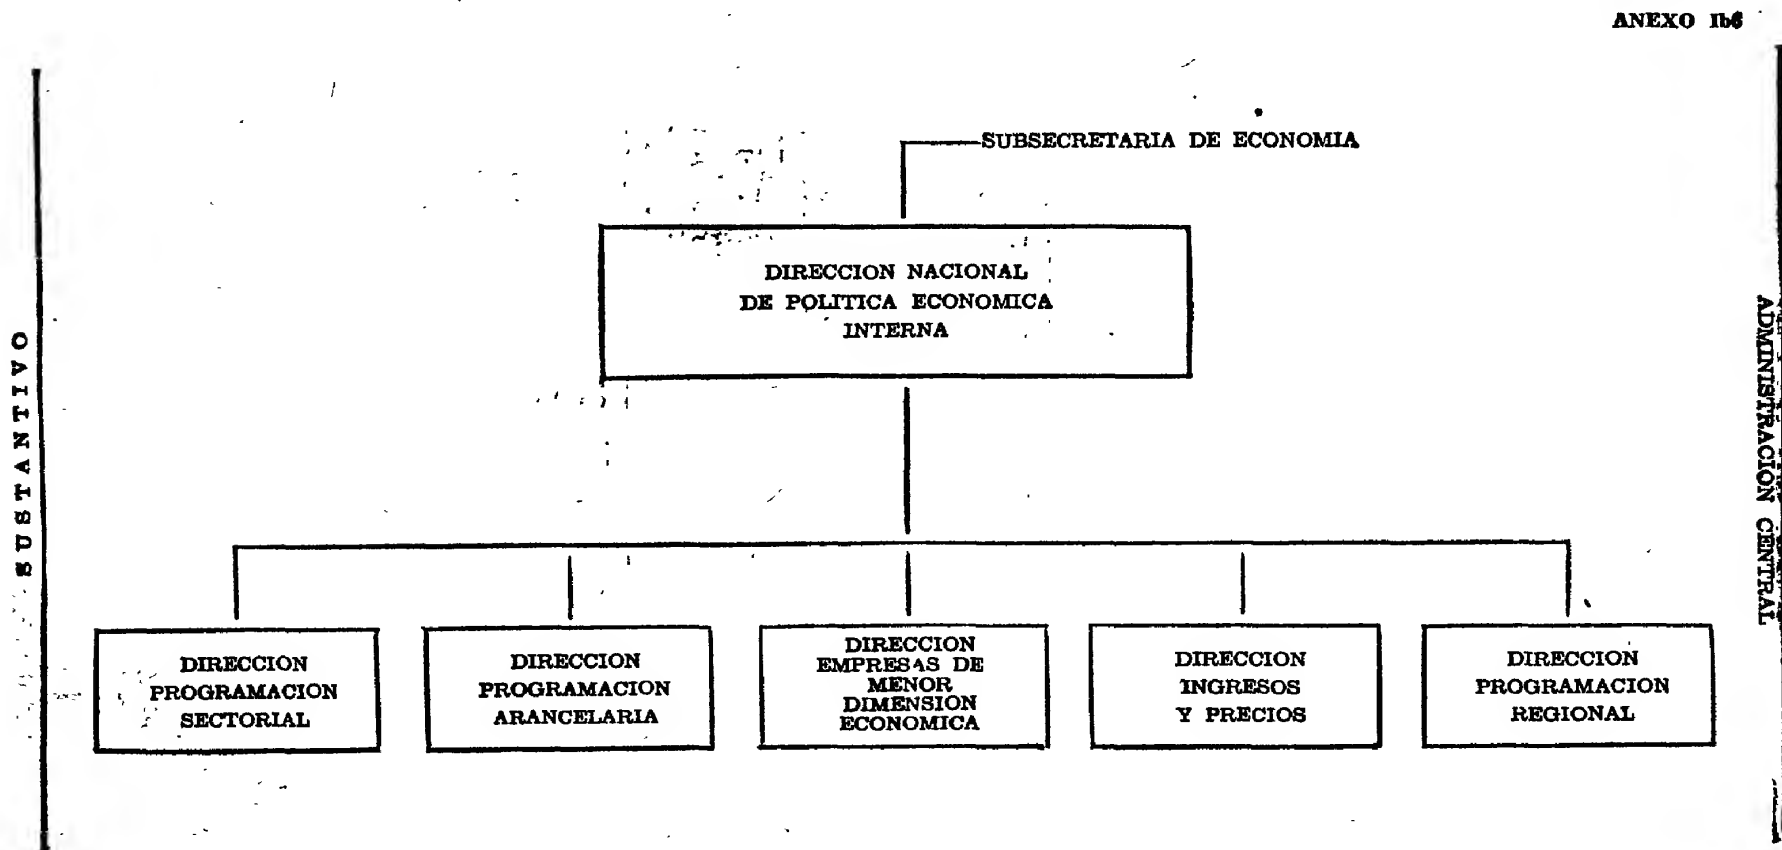 ANEXO 1b6
SUBSECRETARIA DE ECONOMIA
DIRECCION NACIONAL
DE POLITICA ECONOMICA
INTERNA
SUSTANTIVO
ADMINISTRACION CENTRAL
DIRECCION
PROGRAMACION
SECTORIAL
DIRECCION
PROGRAMACION
ARANCELARIA
DIRECCION
EMPRESAS DE
MENOR
DIMENSION
ECONOMICA
DIRECCION
INGRESOS
Y PRECIOS
DIRECCION
PROGRAMACION
REGIONAL